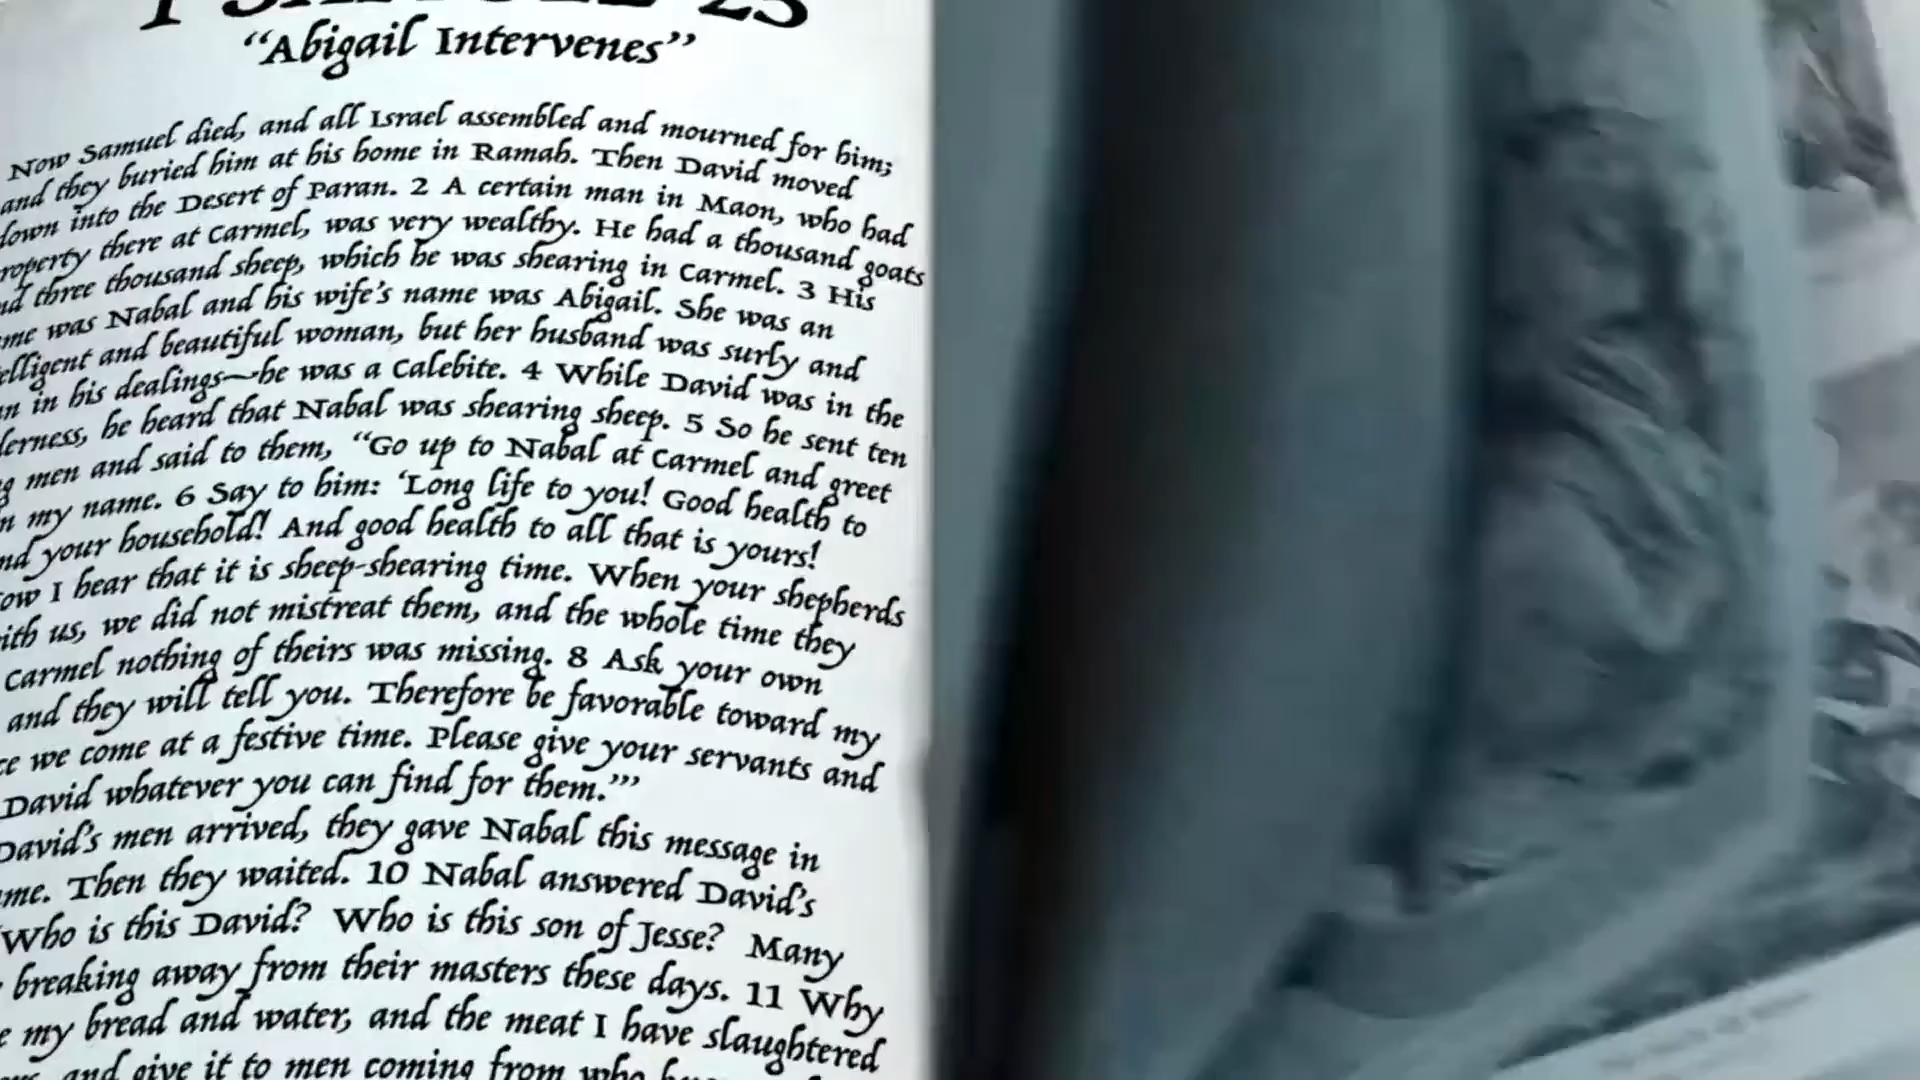 25
“Abigail Intervenes”
Now Samuel died, and all Israel assembled and mourned for him;
and they buried him at his home in Ramah. Then David moved
down into the Desert of Paran. 2 A certain man in Maon, who had
property there at Carmel, was very wealthy. He had a thousand goats
and three thousand sheep, which he was shearing in Carmel. 3 His
was Nabal and his wife’s name was Abigail. She was an
and beautiful woman, but her husband was surly and
in his dealings—he was a Calebite. 4 While David was in the
he heard that Nabal was shearing sheep. 5 So he sent ten
men and said to them, “Go up to Nabal at Carmel and greet
my name. 6 Say to him: ‘Long life to you! Good health to
your household! And good health to all that is yours!
I hear that it is sheep-shearing time. When your shepherds
us, we did not mistreat them, and the whole time they
Carmel nothing of theirs was missing. 8 Ask your own
and they will tell you. Therefore be favorable toward my
we come at a festive time. Please give your servants and
David whatever you can find for them.’”
David’s men arrived, they gave Nabal this message in
Then they waited. 10 Nabal answered David’s
“Who is this David? Who is this son of Jesse? Many
breaking away from their masters these days. 11 Why
my bread and water, and the meat I have slaughtered
and give it to men coming from who